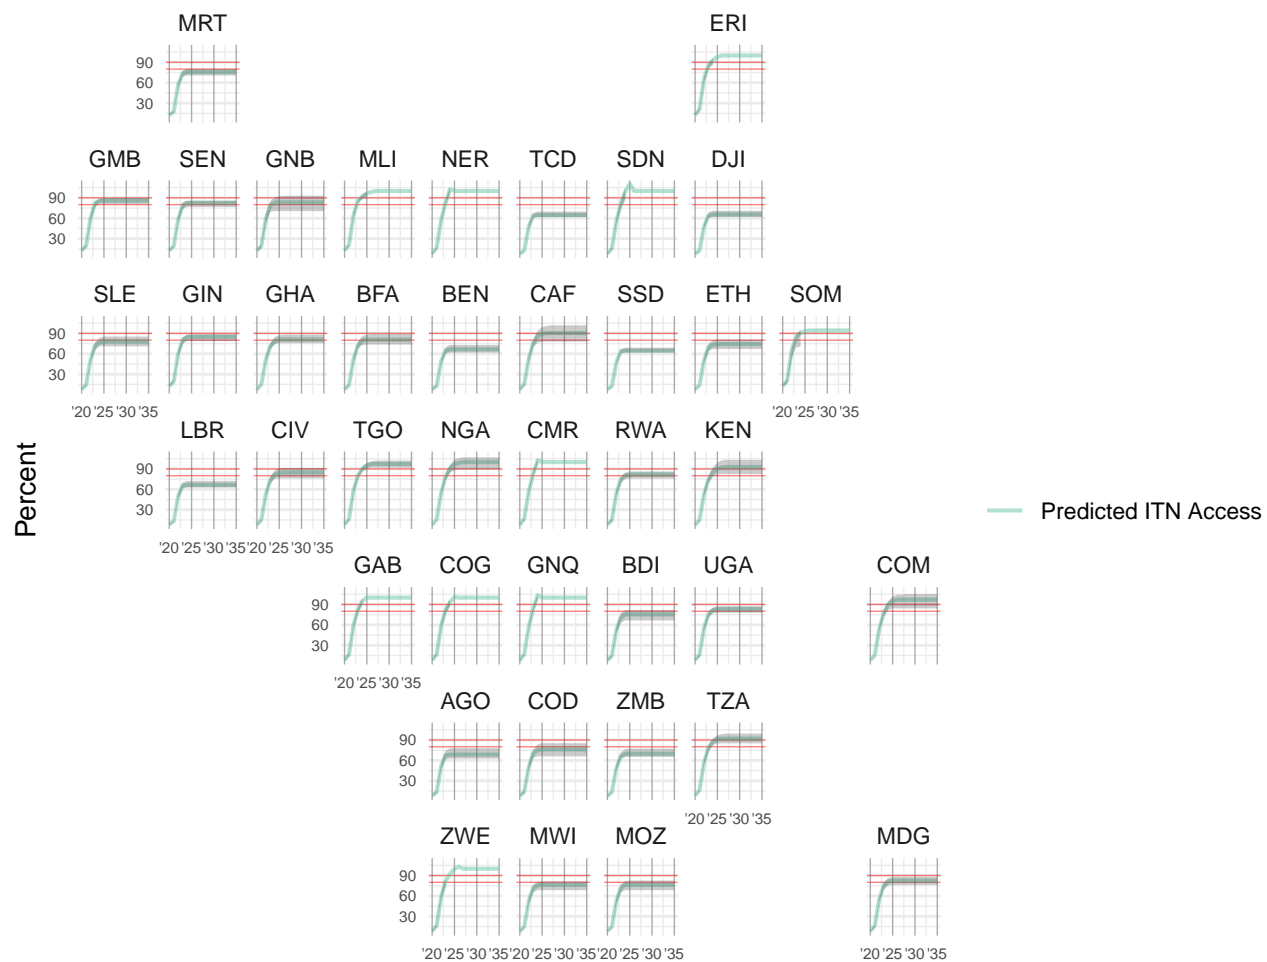 MRT ERI
90
60
30
GMB SEN GNB MLI NER TCD SDN DJI
90
60
30
SLE GIN GHA BFA BEN CAF SSD ETH SOM
90
60
30
'20 '25 '30 '35 '20 '25 '30 '35
LBR CIV TGO NGA CMR RWA KEN
90
60
30
'20 '25 '30 '35 '20 '25 '30 '35
GAB COG GNQ BDI UGA COM
90
60
30
'20 '25 '30 '35
AGO COD ZMB TZA
90
60
30
'20 '25 '30 '35
ZWE MWI MOZ MDG
90
60
30
'20 '25 '30 '35 '20 '25 '30 '35 '20 '25 '30 '35 '20 '25 '30 '35
Percent
Predicted ITN Access